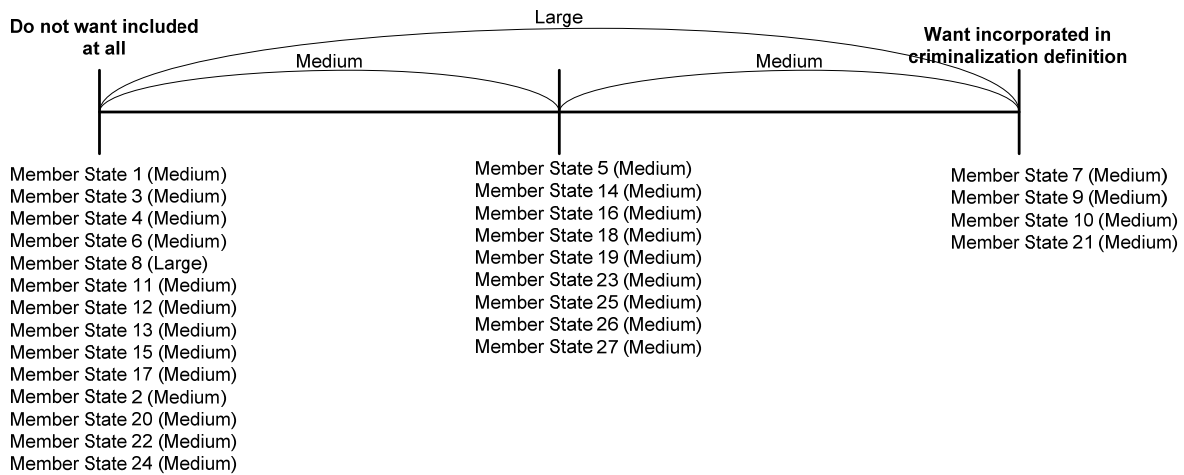 Large
Do not want included
at all
Want incorporated in
criminalization definition
Medium
Medium
Member State 1 (Medium)
Member State 3 (Medium)
Member State 4 (Medium)
Member State 6 (Medium)
Member State 8 (Large)
Member State 11 (Medium)
Member State 12 (Medium)
Member State 13 (Medium)
Member State 15 (Medium)
Member State 17 (Medium)
Member State 2 (Medium)
Member State 20 (Medium)
Member State 22 (Medium)
Member State 24 (Medium)
Member State 5 (Medium)
Member State 14 (Medium)
Member State 16 (Medium)
Member State 18 (Medium)
Member State 19 (Medium)
Member State 23 (Medium)
Member State 25 (Medium)
Member State 26 (Medium)
Member State 27 (Medium)
Member State 7 (Medium)
Member State 9 (Medium)
Member State 10 (Medium)
Member State 21 (Medium)